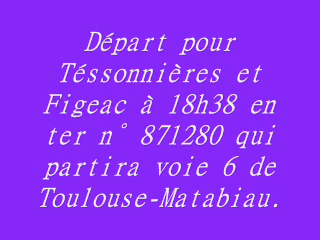 Départ pour
Téssonnières et
Figeac à 18h38 en
ter n° 871280 qui
partira voie 6 de
Toulouse-Matabiau.